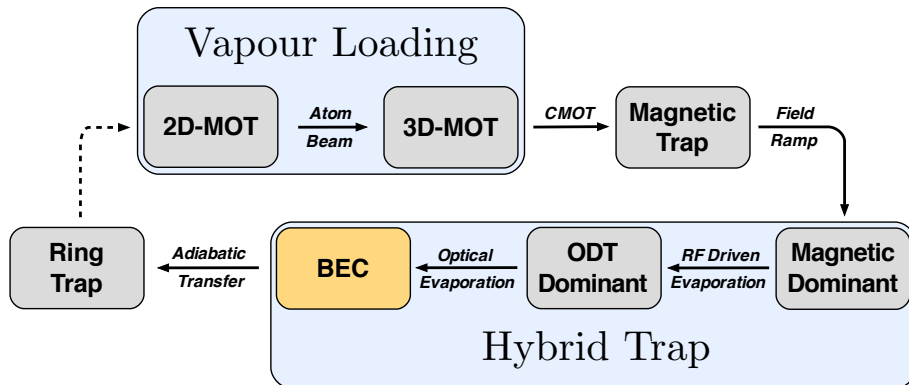 Vapour Loading
2D-MOT
Atom
Beam
3D-MOT
CMOT
Magnetic
Trap
Field
Ramp
Ring
Trap
Adiabatic
Transfer
BEC
Optical
Evaporation
ODT
Dominant
RF Driven
Evaporation
Magnetic
Dominant
Hybrid Trap